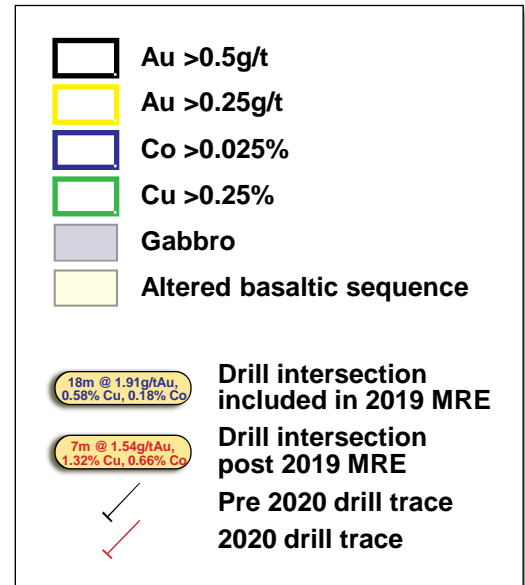 Au >0.5g/t
Au >0.25g/t
Co >0.025%
Cu >0.25%
Gabbro
Altered basaltic sequence
18m @ 1.91g/tAu,
0.58% Cu, 0.18% Co
Drill intersection
included in 2019 MRE
7m @ 1.54g/tAu,
1.32% Cu, 0.66% Co
Drill intersection
post 2019 MRE
Pre 2020 drill trace
2020 drill trace